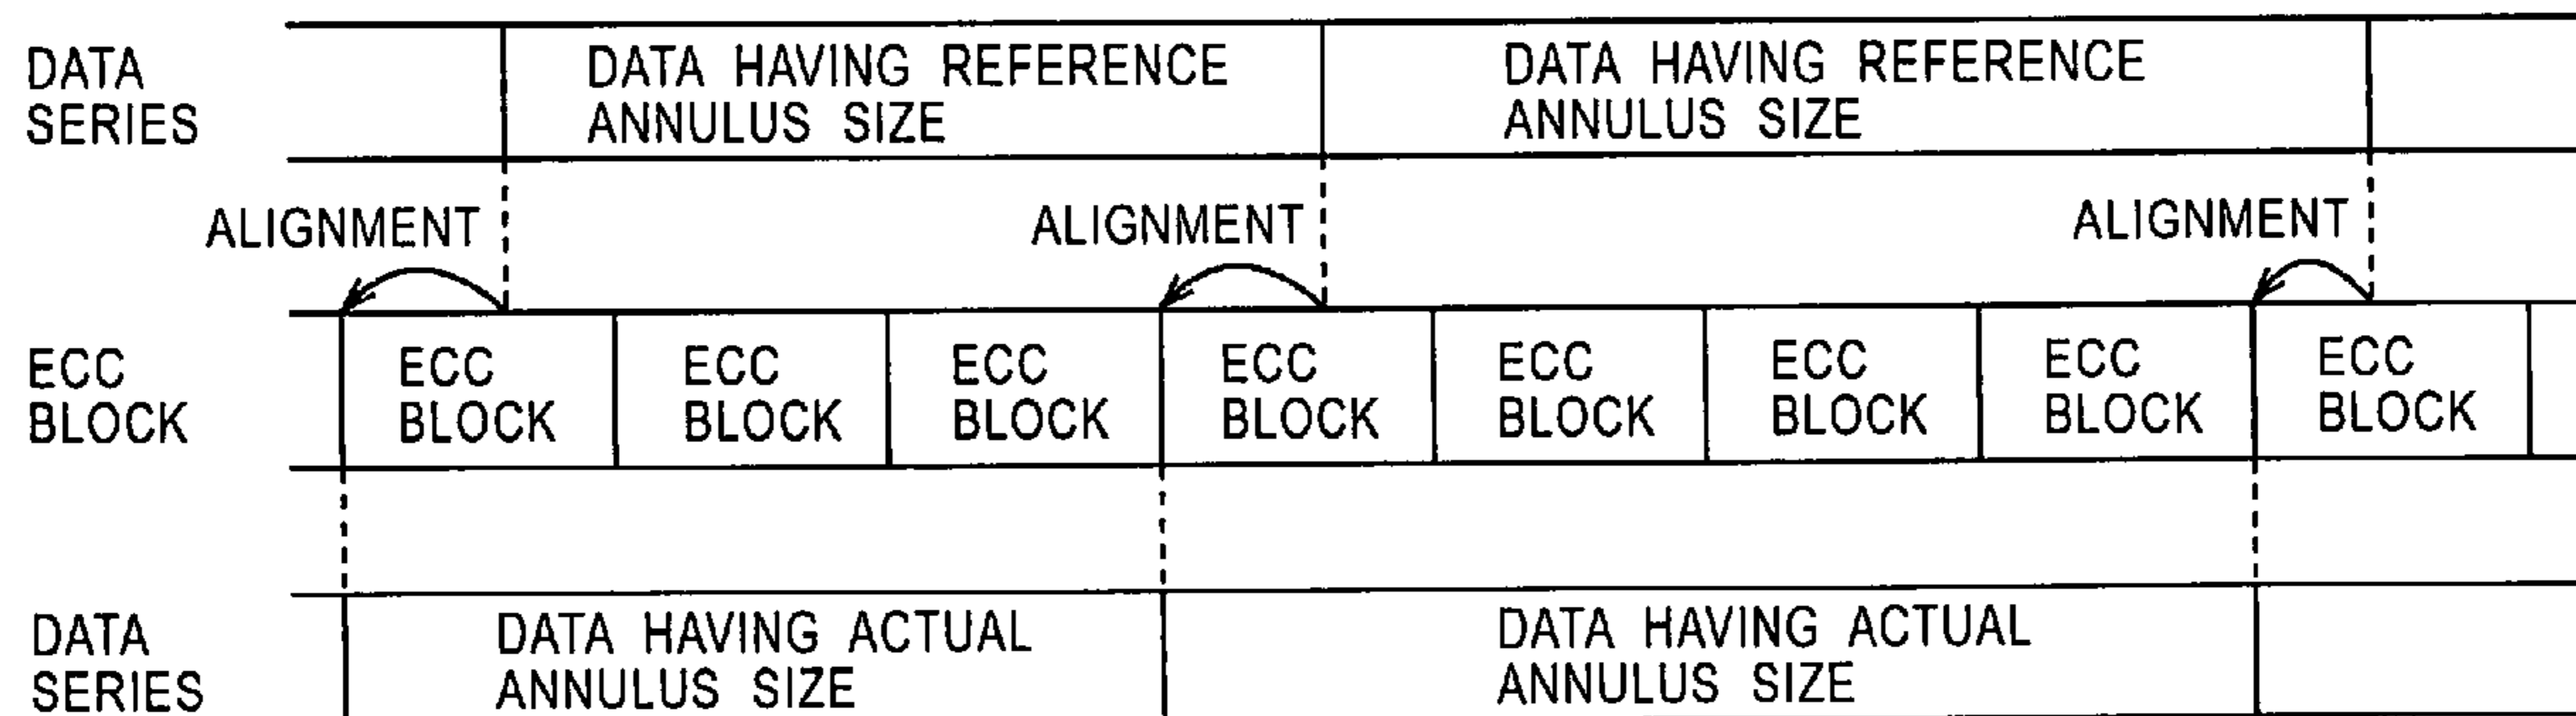 DATA
SERIES
DATA HAVING REFERENCE
ANNULUS SIZE
DATA HAVING REFERENCE
ANNULUS SIZE
ALIGNMENT
ALIGNMENT
ALIGNMENT
ECC
BLOCK
ECC
BLOCK
ECC
BLOCK
ECC
BLOCK
ECC
BLOCK
ECC
BLOCK
ECC
BLOCK
ECC
BLOCK
ECC
BLOCK
DATA
SERIES
DATA HAVING ACTUAL
ANNULUS SIZE
DATA HAVING ACTUAL
ANNULUS SIZE